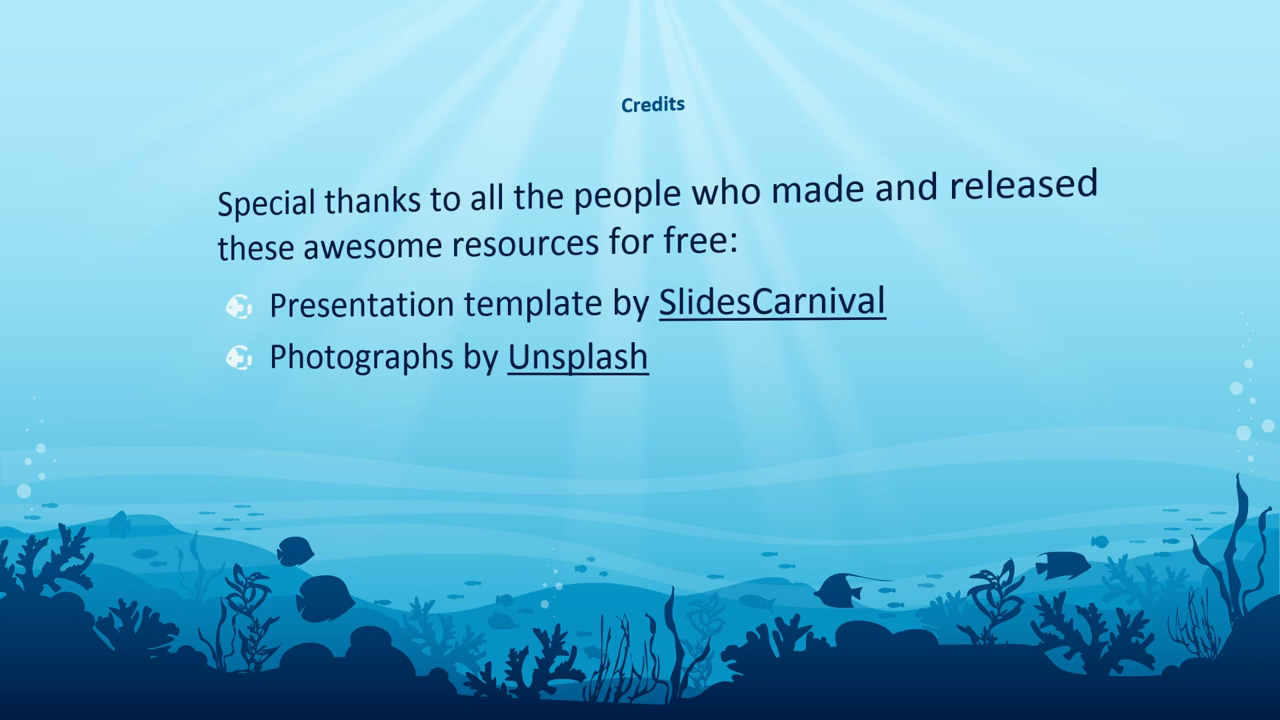 Credits
Special thanks to all the people who made and released
these awesome resources for free:
Presentation template by SlidesCarnival
Photographs by Unsplash